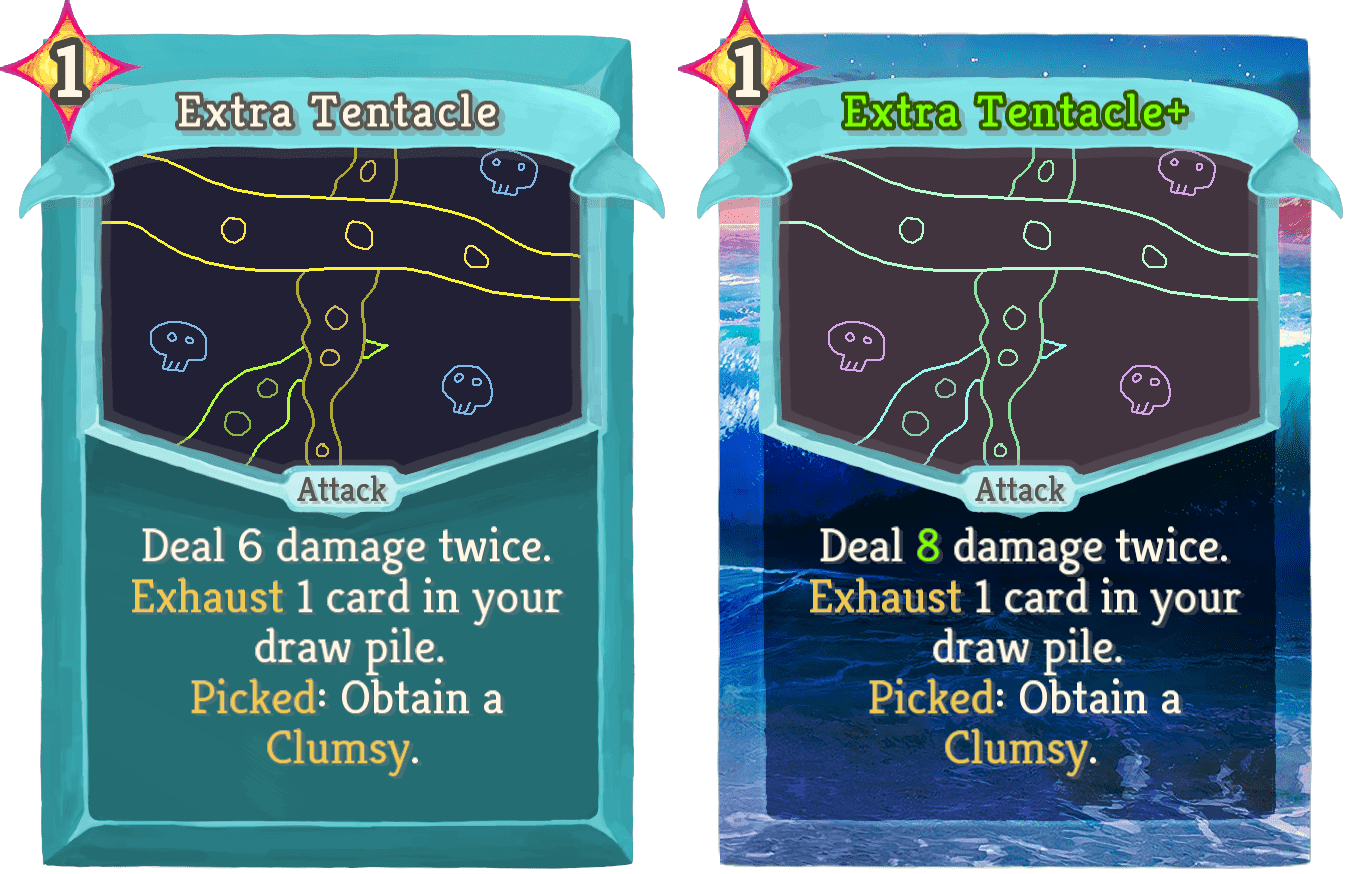 1
Extra Tentacle
Attack
Deal 6 damage twice.
Exhaust 1 card in your
draw pile.
Picked: Obtain a
Clumsy.
1
Extra Tentacle+
Attack
Deal 8 damage twice.
Exhaust 1 card in your
draw pile.
Picked: Obtain a
Clumsy.